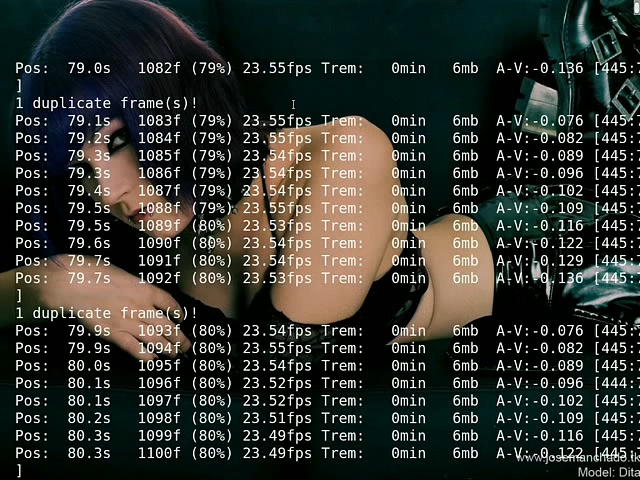 Pos:  79.0s   1082f (79%) 23.55fps Trem:   0min   6mb  A-V:-0.136 [445:
]
1 duplicate frame(s)!
Pos:  79.1s   1083f (79%) 23.55fps Trem:   0min   6mb  A-V:-0.076 [445:
Pos:  79.2s   1084f (79%) 23.55fps Trem:   0min   6mb  A-V:-0.082 [445:
Pos:  79.3s   1085f (79%) 23.54fps Trem:   0min   6mb  A-V:-0.089 [445:
Pos:  79.3s   1086f (79%) 23.54fps Trem:   0min   6mb  A-V:-0.096 [445:
Pos:  79.4s   1087f (79%) 23.54fps Trem:   0min   6mb  A-V:-0.102 [445:
Pos:  79.5s   1088f (79%) 23.55fps Trem:   0min   6mb  A-V:-0.109 [445:
Pos:  79.5s   1089f (80%) 23.53fps Trem:   0min   6mb  A-V:-0.116 [445:
Pos:  79.6s   1090f (80%) 23.54fps Trem:   0min   6mb  A-V:-0.122 [445:
Pos:  79.7s   1091f (80%) 23.54fps Trem:   0min   6mb  A-V:-0.129 [445:
Pos:  79.7s   1092f (80%) 23.53fps Trem:   0min   6mb  A-V:-0.136 [445:
]
1 duplicate frame(s)!
Pos:  79.9s   1093f (80%) 23.54fps Trem:   0min   6mb  A-V:-0.076 [445:
Pos:  79.9s   1094f (80%) 23.55fps Trem:   0min   6mb  A-V:-0.082 [445:
Pos:  80.0s   1095f (80%) 23.54fps Trem:   0min   6mb  A-V:-0.089 [445:
Pos:  80.1s   1096f (80%) 23.52fps Trem:   0min   6mb  A-V:-0.096 [444:
Pos:  80.1s   1097f (80%) 23.52fps Trem:   0min   6mb  A-V:-0.102 [445:
Pos:  80.2s   1098f (80%) 23.51fps Trem:   0min   6mb  A-V:-0.109 [445:
Pos:  80.3s   1099f (80%) 23.49fps Trem:   0min   6mb  A-V:-0.116 [445:
Pos:  80.3s   1100f (80%) 23.49fps Trem:   0min   6mb  A-V:-0.122 [445:
www.josemanchado.tk
]
Model: Dita